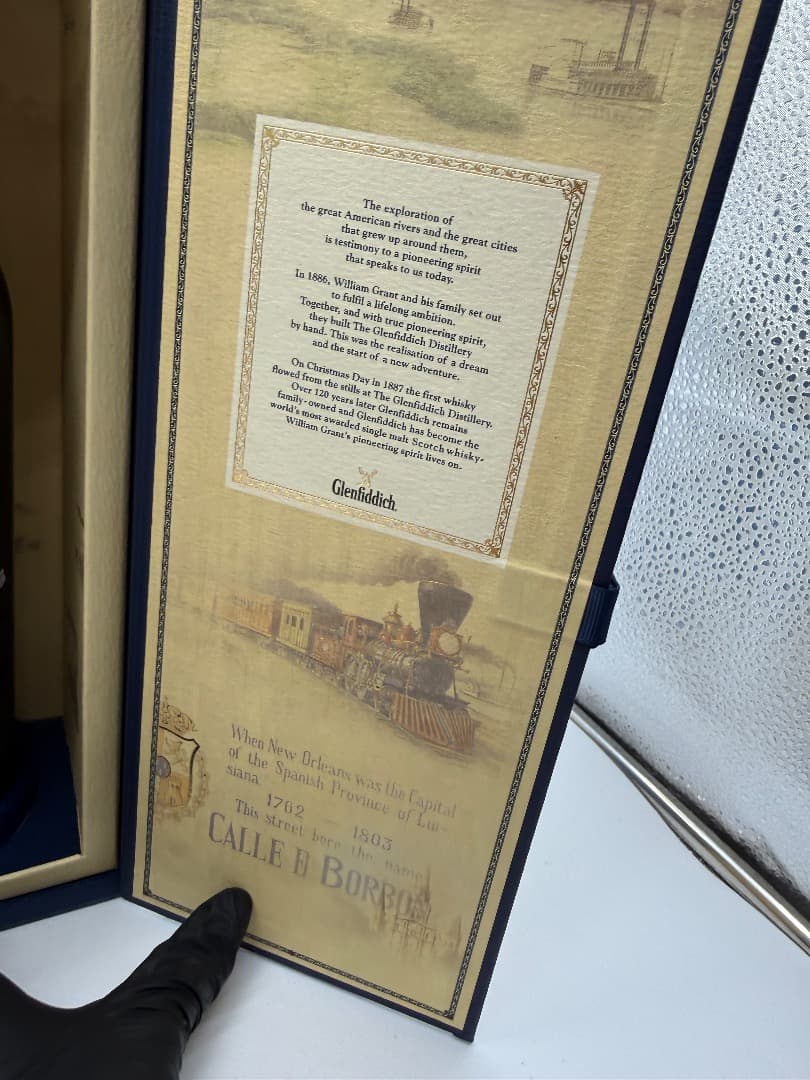 The exploration of
the great American rivers and the great cities
that grew up around them,
is testimony to a pioneering spirit
that speaks to us today.
In 1886, William Grant and his family set out
to fulfil a lifelong ambition.
Together, and with true pioneering spirit,
they built The Glenfiddich Distillery
by hand. This was the realisation of a dream
and the start of a new adventure.
On Christmas Day in 1887 the first whisky
flowed from the stills at The Glenfiddich Distillery.
Over 120 years later Glenfiddich remains
family-owned and Glenfiddich has become the
world's most awarded single malt Scotch whisky-
William Grant's pioneering spirit lives on.
Glenfiddich
When New Orleans was the Capital
of the Spanish Province of Lui-
siana
1762 1803
This street bore the name
CALLE D BORBO